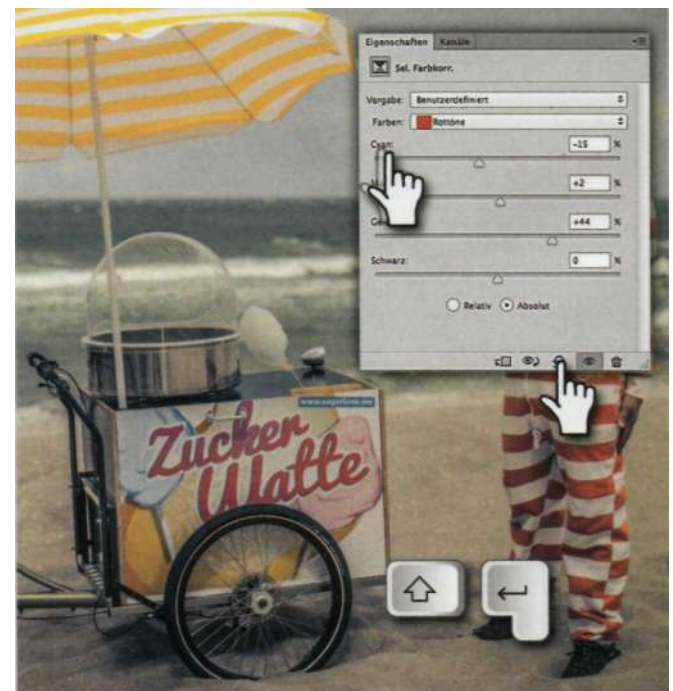 Eigenschaften Kanäle
Sel. Farbkorr.
Vorgabe: Benutzerdefiniert
Farben: Rottöne
Cyan: -15 %
+2 %
+44 %
Schwarz: 0 %
Relativ Absolut
www.sugarlove.me
Zucker
Watte